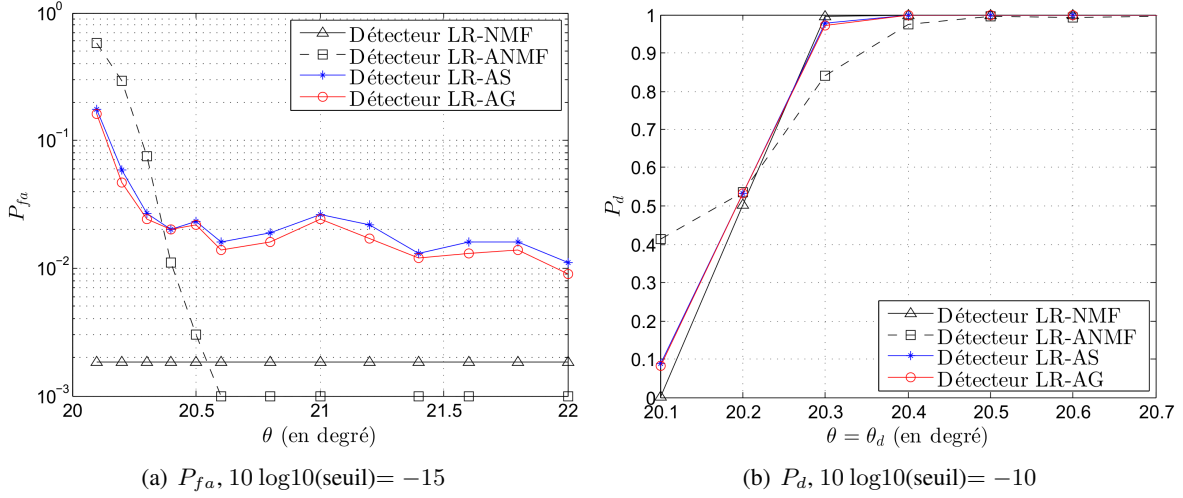 10^0
10^{-1}
10^{-2}
10^{-3}
P_{fa}
Détecteur LR-NMF
Détecteur LR-ANMF
Détecteur LR-AS
Détecteur LR-AG
20
20.5
21
21.5
22
θ (en degré)
(a) P_{fa}, 10 log10(seuil)= −15
1
0.9
0.8
0.7
0.6
0.5
0.4
0.3
0.2
0.1
0
P_d
Détecteur LR-NMF
Détecteur LR-ANMF
Détecteur LR-AS
Détecteur LR-AG
20.1
20.2
20.3
20.4
20.5
20.6
20.7
θ = θ_d (en degré)
(b) P_d, 10 log10(seuil)= −10